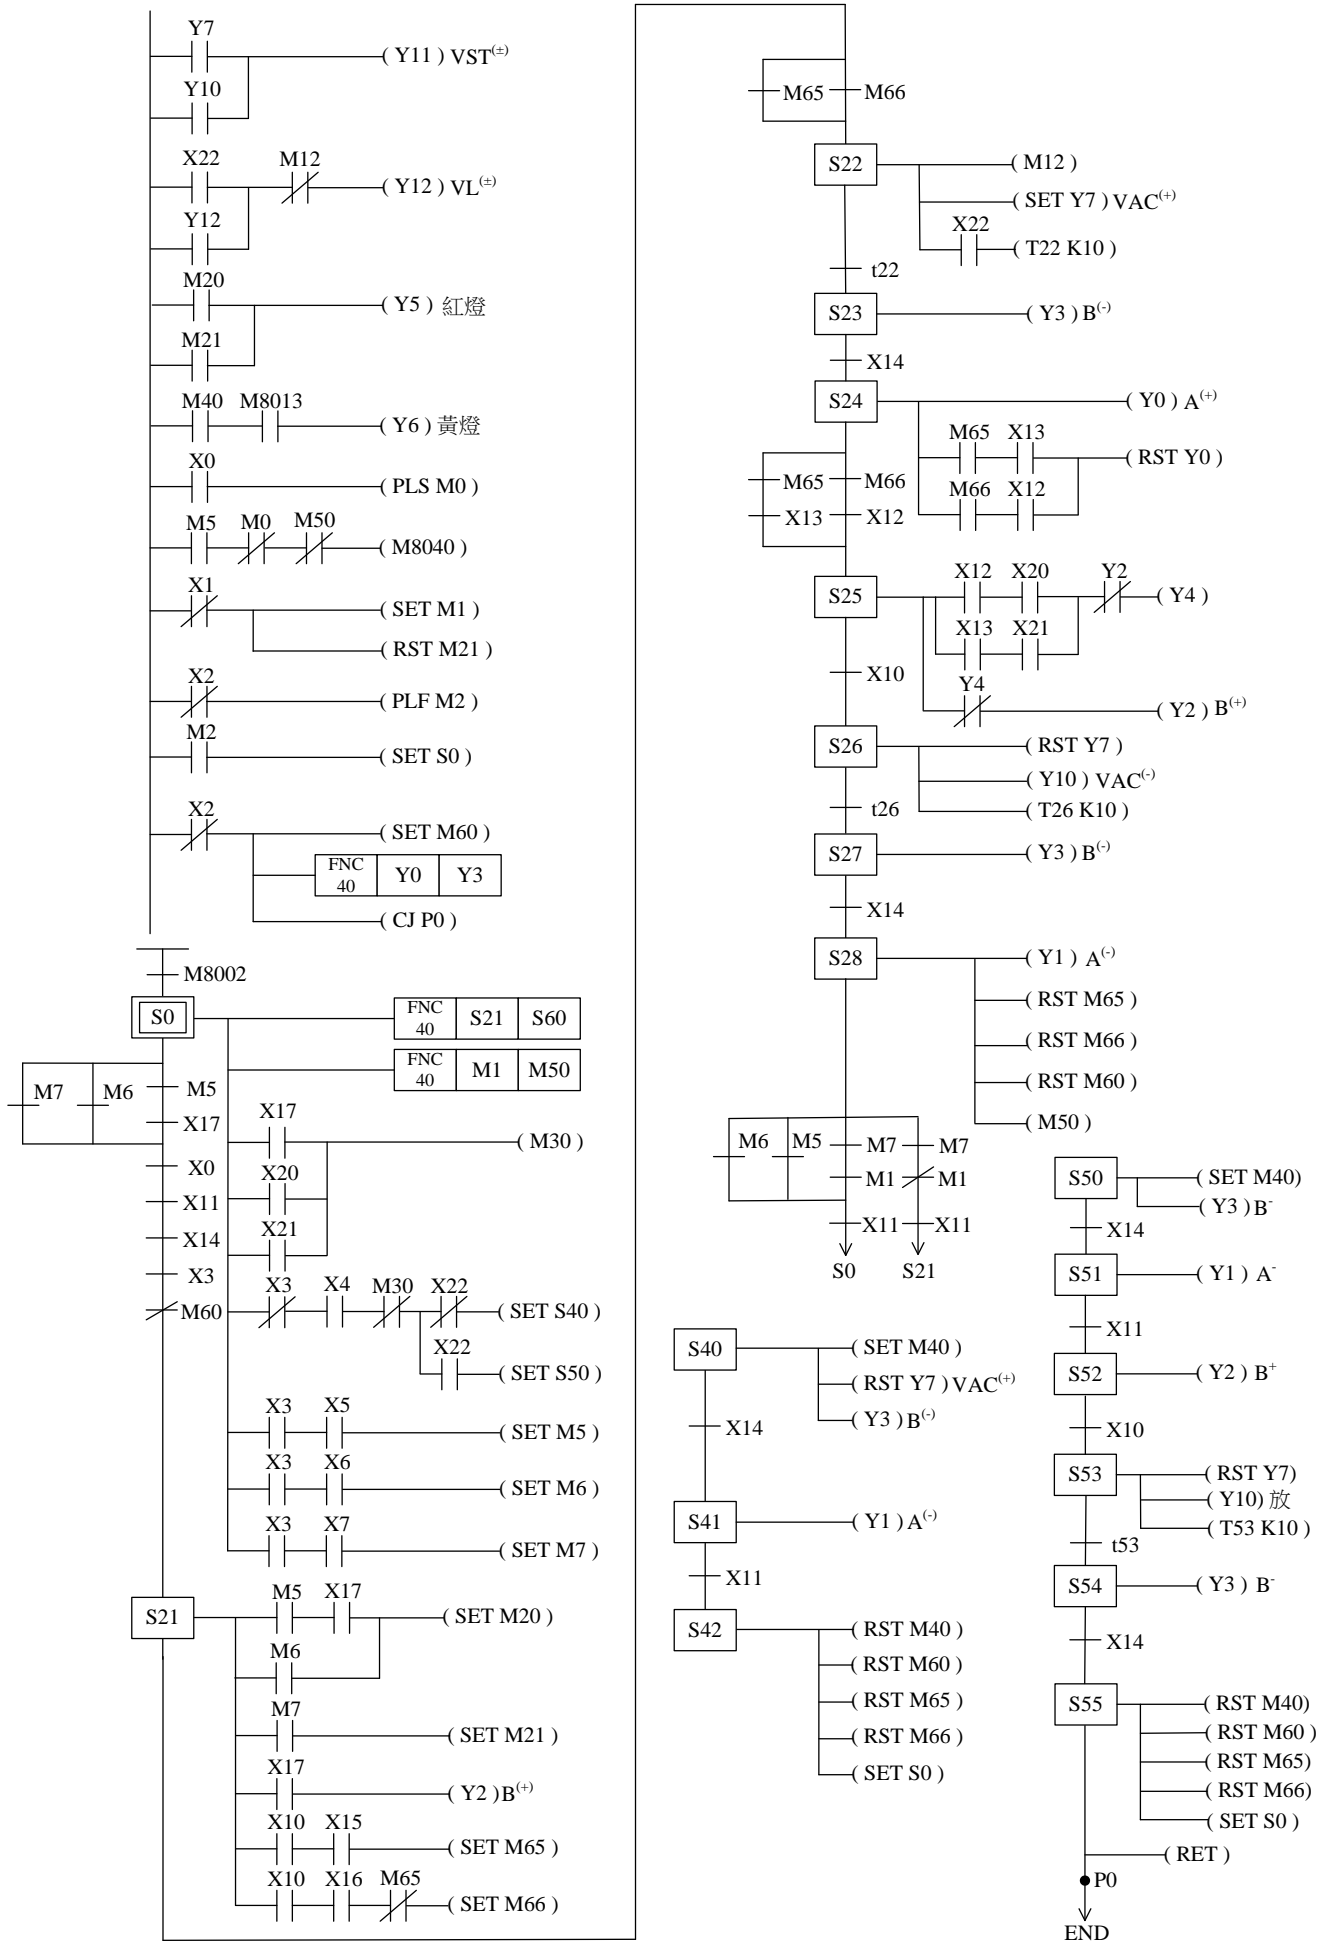 Y7
( Y11 ) VST(±)
Y10
X22 M12
( Y12 ) VL(±)
Y12
M20
( Y5 ) 紅燈
M21
M40 M8013
( Y6 ) 黃燈
X0
( PLS M0 )
M5 M0 M50
( M8040 )
X1
( SET M1 )
( RST M21 )
X2
( PLF M2 )
M2
( SET S0 )
X2
( SET M60 )
FNC 40 Y0 Y3
( CJ P0 )
M8002
S0
FNC 40 S21 S60
FNC 40 M1 M50
M7 M6 M5
X17
X0
X11
X14
X3
M60
X17
( M30 )
X20
X21
X3 X4 M30 X22
( SET S40 )
X22
( SET S50 )
X3 X5
( SET M5 )
X3 X6
( SET M6 )
X3 X7
( SET M7 )
S21
M5 X17
( SET M20 )
M6
M7
( SET M21 )
X17
( Y2 ) B(+)
X10 X15
( SET M65 )
X10 X16 M65
( SET M66 )
M65 M66
S22
( M12 )
( SET Y7 ) VAC(+)
X22
( T22 K10 )
t22
S23
( Y3 ) B(-)
X14
S24
( Y0 ) A(+)
M65 X13
( RST Y0 )
M66 X12
M65 M66
X13 X12
S25
X12 X20 Y2
( Y4 )
X13 X21
Y4
( Y2 ) B(+)
X10
S26
( RST Y7 )
( Y10 ) VAC(-)
( T26 K10 )
t26
S27
( Y3 ) B(-)
X14
S28
( Y1 ) A(-)
( RST M65 )
( RST M66 )
( RST M60 )
( M50 )
M6 M5 M7 M7
M1 M1
X11 X11
S0 S21
S40
( SET M40 )
( RST Y7 ) VAC(+)
( Y3 ) B(-)
X14
S41
( Y1 ) A(-)
X11
S42
( RST M40 )
( RST M60 )
( RST M65 )
( RST M66 )
( SET S0 )
S50
( SET M40)
( Y3 ) B-
X14
S51
( Y1 ) A-
X11
S52
( Y2 ) B+
X10
S53
( RST Y7)
( Y10) 放
( T53 K10 )
t53
S54
( Y3 ) B-
X14
S55
( RST M40)
( RST M60 )
( RST M65)
( RST M66)
( SET S0 )
( RET )
P0
END